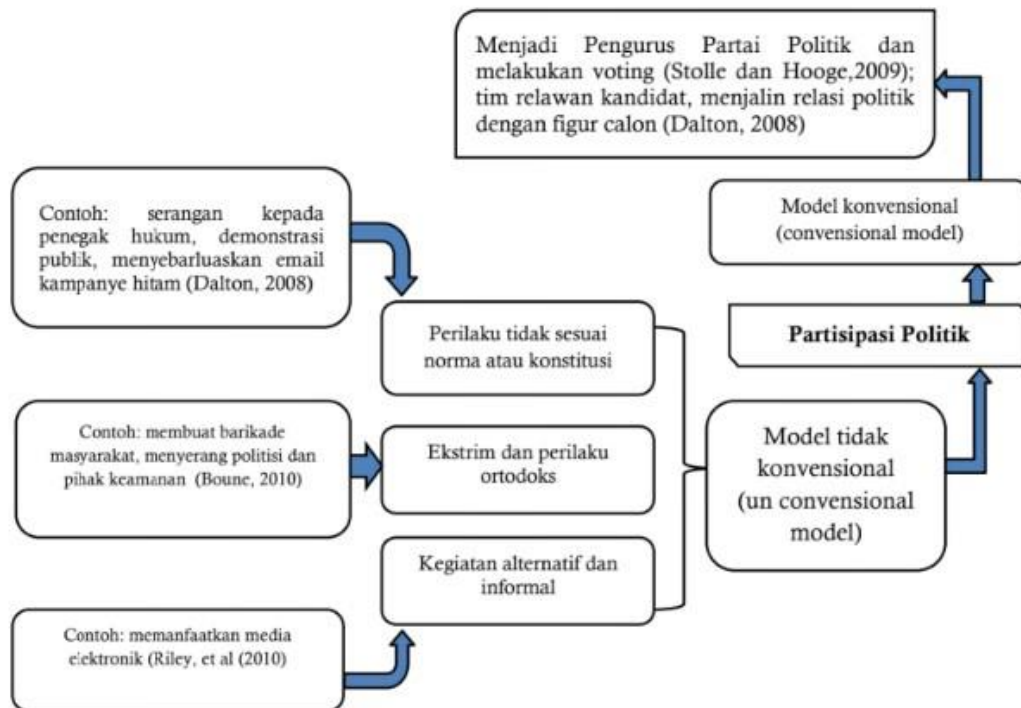 Menjadi Pengurus Partai Politik dan
melakukan voting (Stolle dan Hooge,2009);
tim relawan kandidat, menjalin relasi politik
dengan figur calon (Dalton, 2008)
Model konvensional
(convensional model)
Partisipasi Politik
Model tidak
konvensional
(un convensional
model)
Contoh: serangan kepada
penegak hukum, demonstrasi
publik, menyebarluaskan email
kampanye hitam (Dalton, 2008)
Perilaku tidak sesuai
norma atau konstitusi
Contoh: membuat barikade
masyarakat, menyerang politisi dan
pihak keamanan (Boune, 2010)
Ekstrim dan perilaku
ortodoks
Kegiatan alternatif dan
informal
Contoh: memanfaatkan media
elektronik (Riley, et al (2010)